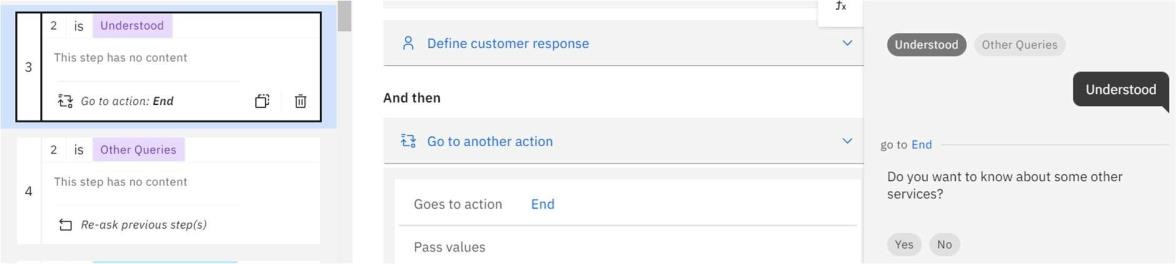 2 is Understood
This step has no content
3
Go to action: End
2 is Other Queries
This step has no content
4
Re-ask previous step(s)
fx
Define customer response
And then
Go to another action
Goes to action End
Pass values
Understood Other Queries
Understood
go to End
Do you want to know about some other
services?
Yes No